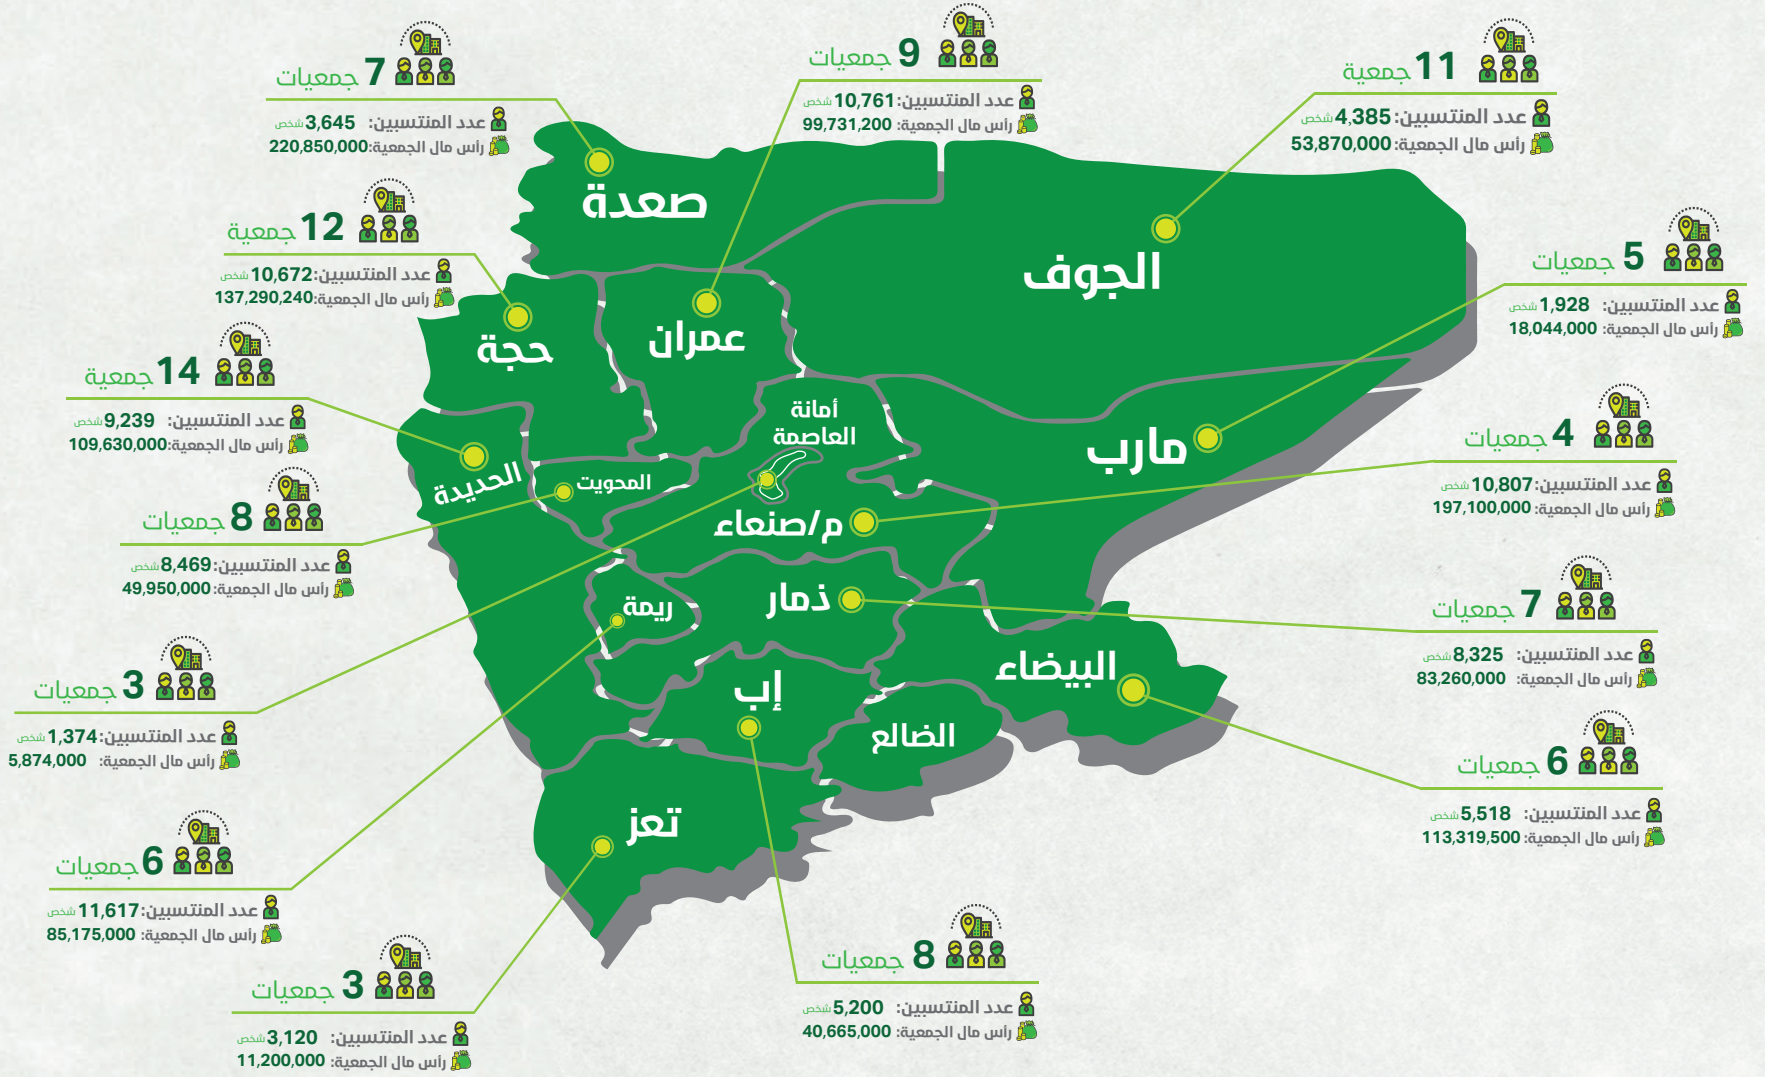 11 جمعية
عدد المنتسبين: 4,385 شخص
رأس مال الجمعية: 53,870,000
9 جمعيات
عدد المنتسبين: 10,761 شخص
رأس مال الجمعية: 99,731,200
7 جمعيات
عدد المنتسبين: 3,645 شخص
رأس مال الجمعية: 220,850,000
12 جمعية
عدد المنتسبين: 10,672 شخص
رأس مال الجمعية: 137,290,240
5 جمعيات
عدد المنتسبين: 1,928 شخص
رأس مال الجمعية: 18,044,000
14 جمعية
عدد المنتسبين: 9,239 شخص
رأس مال الجمعية: 109,630,000
4 جمعيات
عدد المنتسبين: 10,807 شخص
رأس مال الجمعية: 197,100,000
8 جمعيات
عدد المنتسبين: 8,469 شخص
رأس مال الجمعية: 49,950,000
7 جمعيات
عدد المنتسبين: 8,325 شخص
رأس مال الجمعية: 83,260,000
3 جمعيات
عدد المنتسبين: 1,374 شخص
رأس مال الجمعية: 5,874,000
6 جمعيات
عدد المنتسبين: 5,518 شخص
رأس مال الجمعية: 113,319,500
6 جمعيات
عدد المنتسبين: 11,617 شخص
رأس مال الجمعية: 85,175,000
8 جمعيات
عدد المنتسبين: 5,200 شخص
رأس مال الجمعية: 40,665,000
3 جمعيات
عدد المنتسبين: 3,120 شخص
رأس مال الجمعية: 11,200,000
صعدة
الجوف
عمران
حجة
أمانة
العاصمة
مارب
المحويت
الحديدة
م/صنعاء
ذمار
ريمة
البيضاء
إب
الضالع
تعز